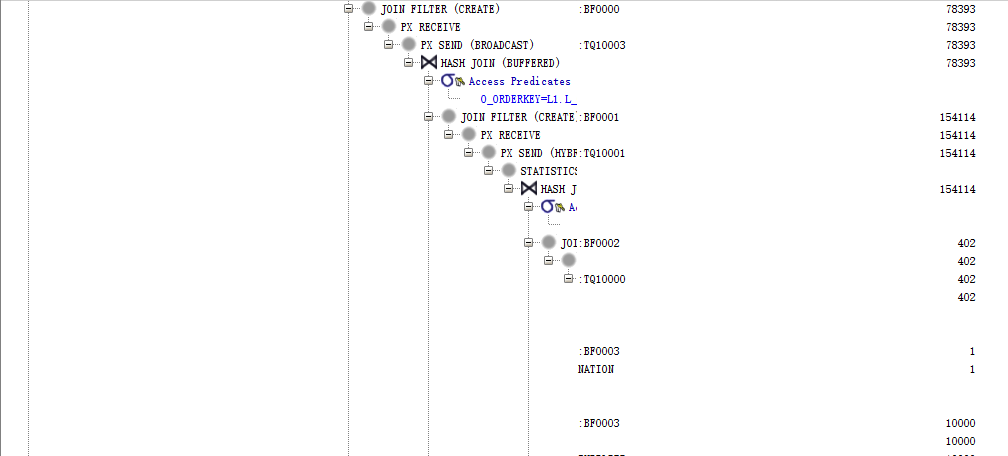 JOIN FILTER (CREATE) :BF0000 78393
PX RECEIVE 78393
PX SEND (BROADCAST) :TQ10003 78393
HASH JOIN (BUFFERED) 78393
Access Predicates
O_ORDERKEY=L1.L_
JOIN FILTER (CREATE :BF0001 154114
PX RECEIVE 154114
PX SEND (HYBR :TQ10001 154114
STATISTICS
HASH J 154114
Ac
JOI :BF0002 402
402
:TQ10000 402
402
:BF0003 1
NATION 1
:BF0003 10000
10000